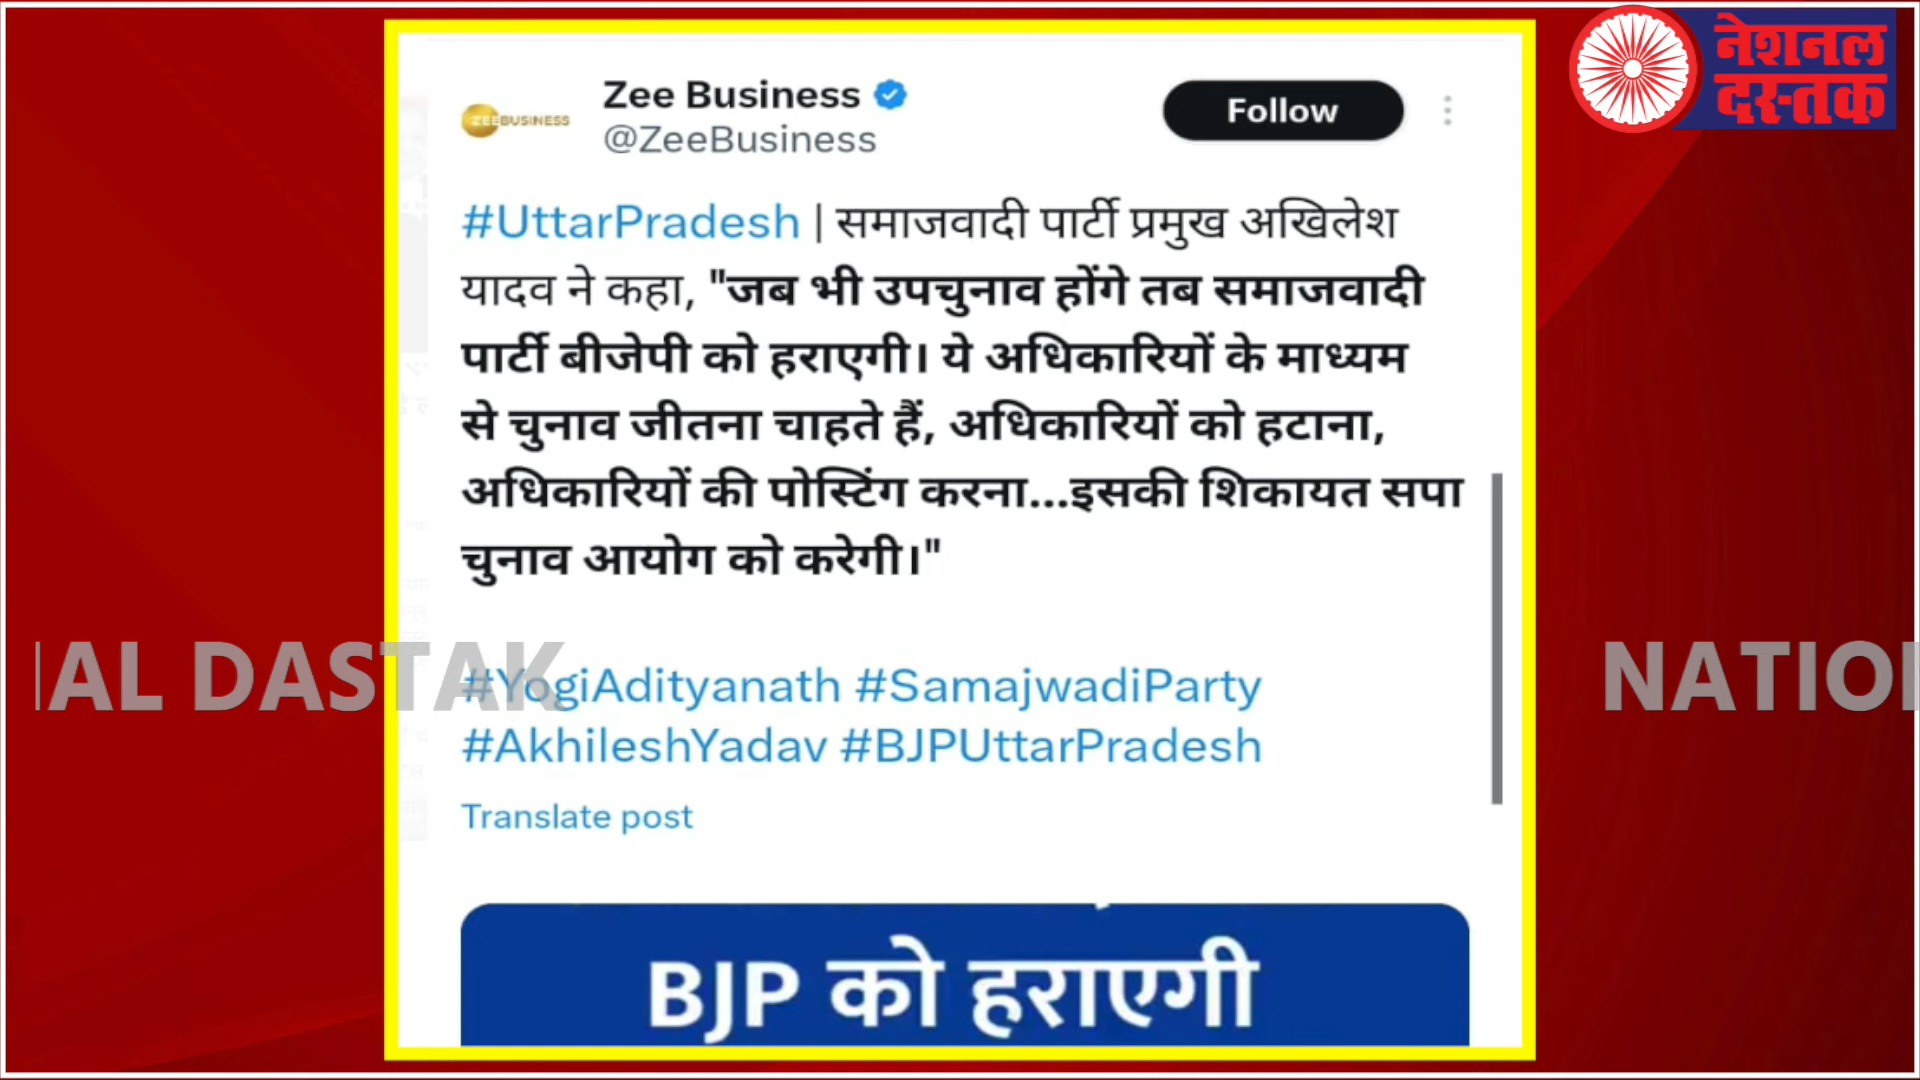 Zee Business
@ZeeBusiness
ZEEBUSINESS
Follow
नेशनल
दस्तक
#UttarPradesh | समाजवादी पार्टी प्रमुख अखिलेश
यादव ने कहा, "जब भी उपचुनाव होंगे तब समाजवादी
पार्टी बीजेपी को हराएगी। ये अधिकारियों के माध्यम
से चुनाव जीतना चाहते हैं, अधिकारियों को हटाना,
अधिकारियों की पोस्टिंग करना...इसकी शिकायत सपा
चुनाव आयोग को करेगी।"
AL DASTAK
NATIO
#YogiAdityanath #SamajwadiParty
#AkhileshYadav #BJPUttarPradesh
Translate post
BJP को हराएगी